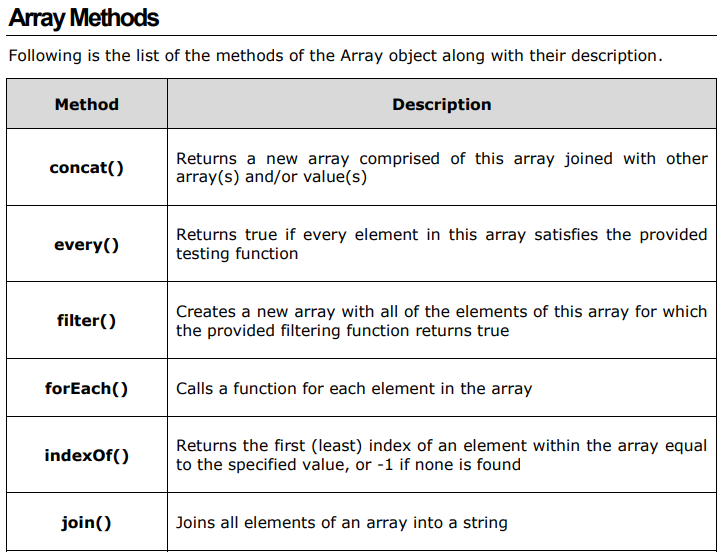 Array Methods
Following is the list of the methods of the Array object along with their description.
Method Description
concat() Returns a new array comprised of this array joined with other
array(s) and/or value(s)
every() Returns true if every element in this array satisfies the provided
testing function
filter() Creates a new array with all of the elements of this array for which
the provided filtering function returns true
forEach() Calls a function for each element in the array
indexOf() Returns the first (least) index of an element within the array equal
to the specified value, or -1 if none is found
join() Joins all elements of an array into a string